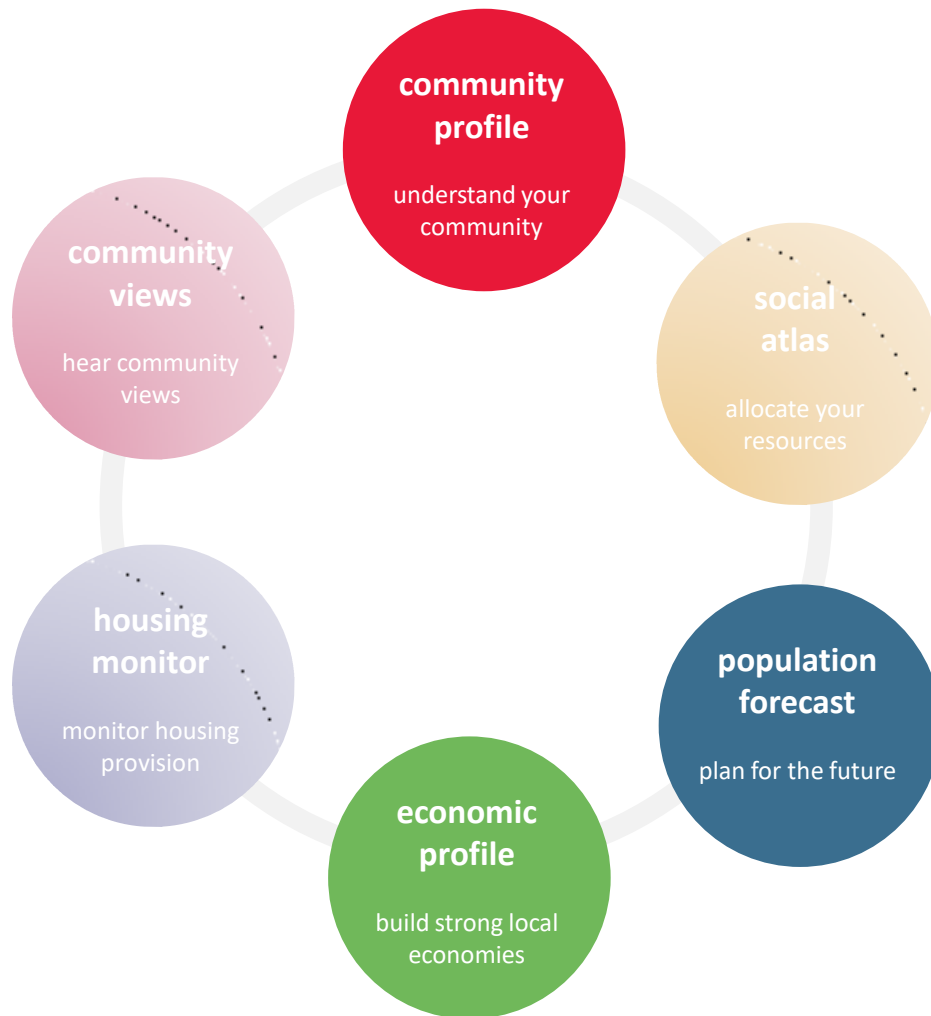 community
profile
understand your
community
social
atlas
allocate your
resources
population
forecast
plan for the future
economic
profile
build strong local
economies
housing
monitor
monitor housing
provision
community
views
hear community
views